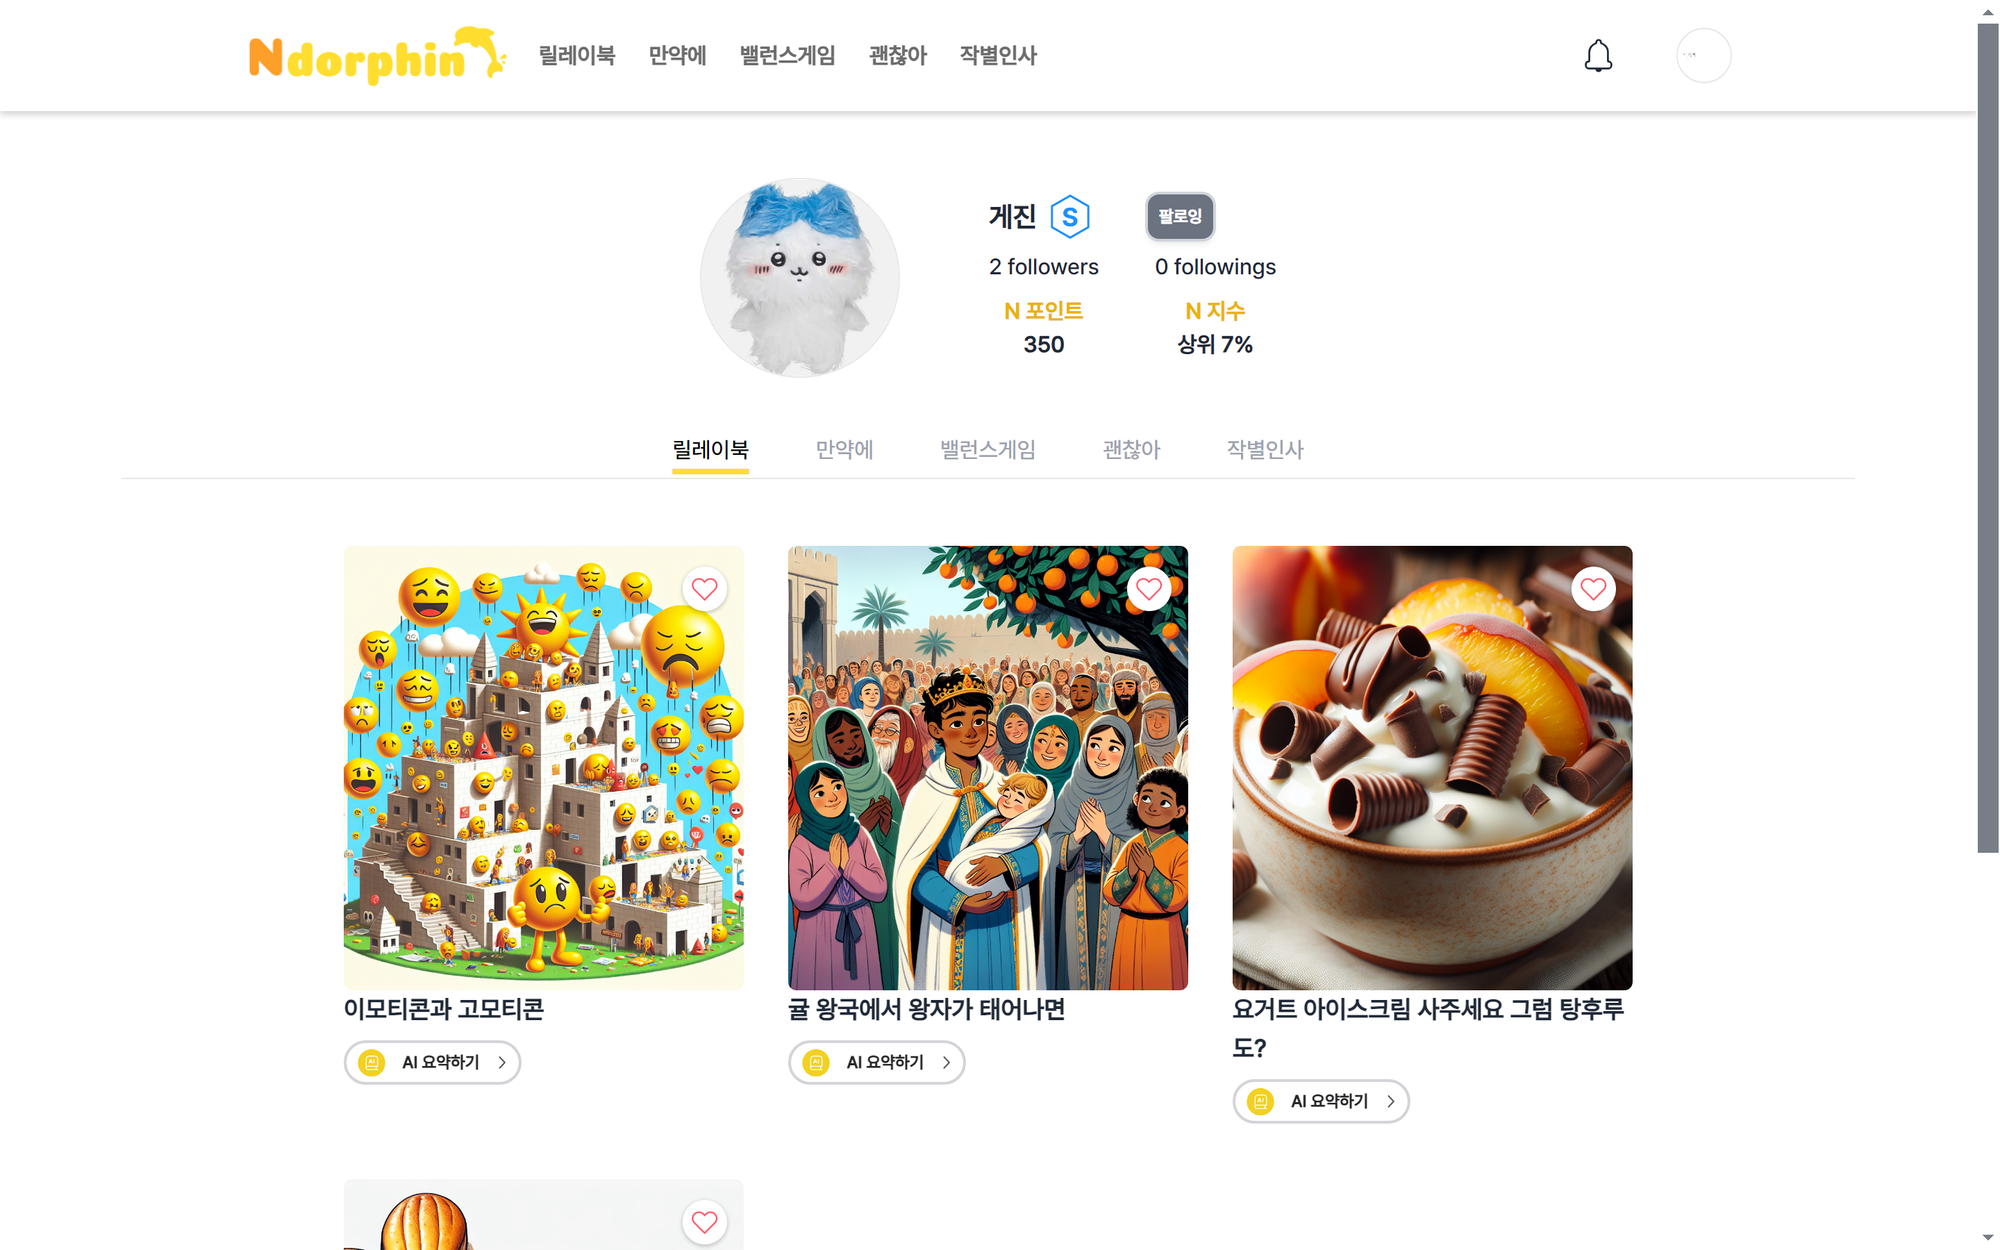 Ndorphin
릴레이북 만약에 밸런스게임 괜찮아 작별인사
게진 S 팔로잉
2 followers 0 followings
N 포인트 N 지수
350 상위 7%
릴레이북 만약에 밸런스게임 괜찮아 작별인사
이모티콘과 고모티콘
AI 요약하기
귤 왕국에서 왕자가 태어나면
AI 요약하기
요거트 아이스크림 사주세요 그럼 탕후루
도?
AI 요약하기